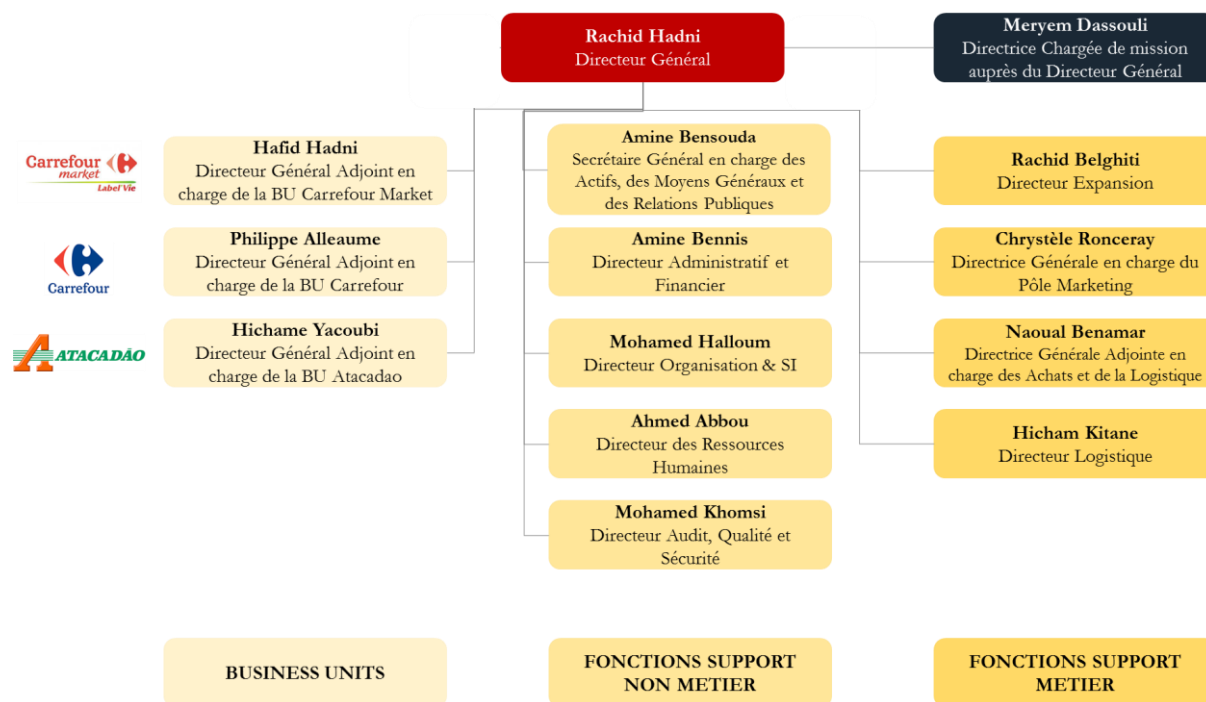 Rachid Hadni
Directeur Général
Meryem Dassouli
Directrice Chargée de mission
auprès du Directeur Général
Carrefour
market
Label Vie
Hafid Hadni
Directeur Général Adjoint en
charge de la BU Carrefour Market
Carrefour
Philippe Alleaume
Directeur Général Adjoint en
charge de la BU Carrefour
ATACADÃO
Hichame Yacoubi
Directeur Général Adjoint en
charge de la BU Atacadao
Amine Bensouda
Secrétaire Général en charge des
Actifs, des Moyens Généraux et
des Relations Publiques
Amine Bennis
Directeur Administratif et
Financier
Mohamed Halloum
Directeur Organisation & SI
Ahmed Abbou
Directeur des Ressources
Humaines
Mohamed Khomsi
Directeur Audit, Qualité et
Sécurité
Rachid Belghiti
Directeur Expansion
Chrystèle Ronceray
Directrice Générale en charge du
Pôle Marketing
Naoual Benamar
Directrice Générale Adjointe en
charge des Achats et de la Logistique
Hicham Kitane
Directeur Logistique
BUSINESS UNITS
FONCTIONS SUPPORT
NON METIER
FONCTIONS SUPPORT
METIER